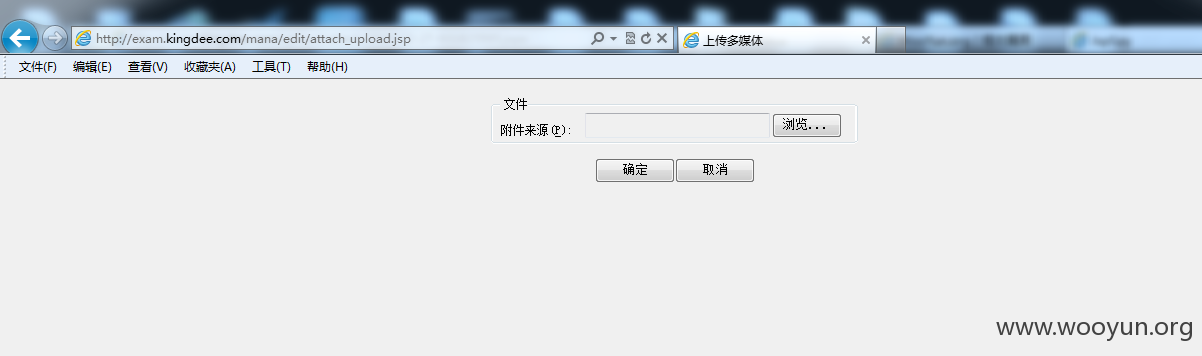 http://exam.kingdee.com/mana/edit/attach_upload.jsp
上传多媒体
文件(F) 编辑(E) 查看(V) 收藏夹(A) 工具(T) 帮助(H)
文件
附件来源(P):
浏览...
确定 取消
www.wooyun.org